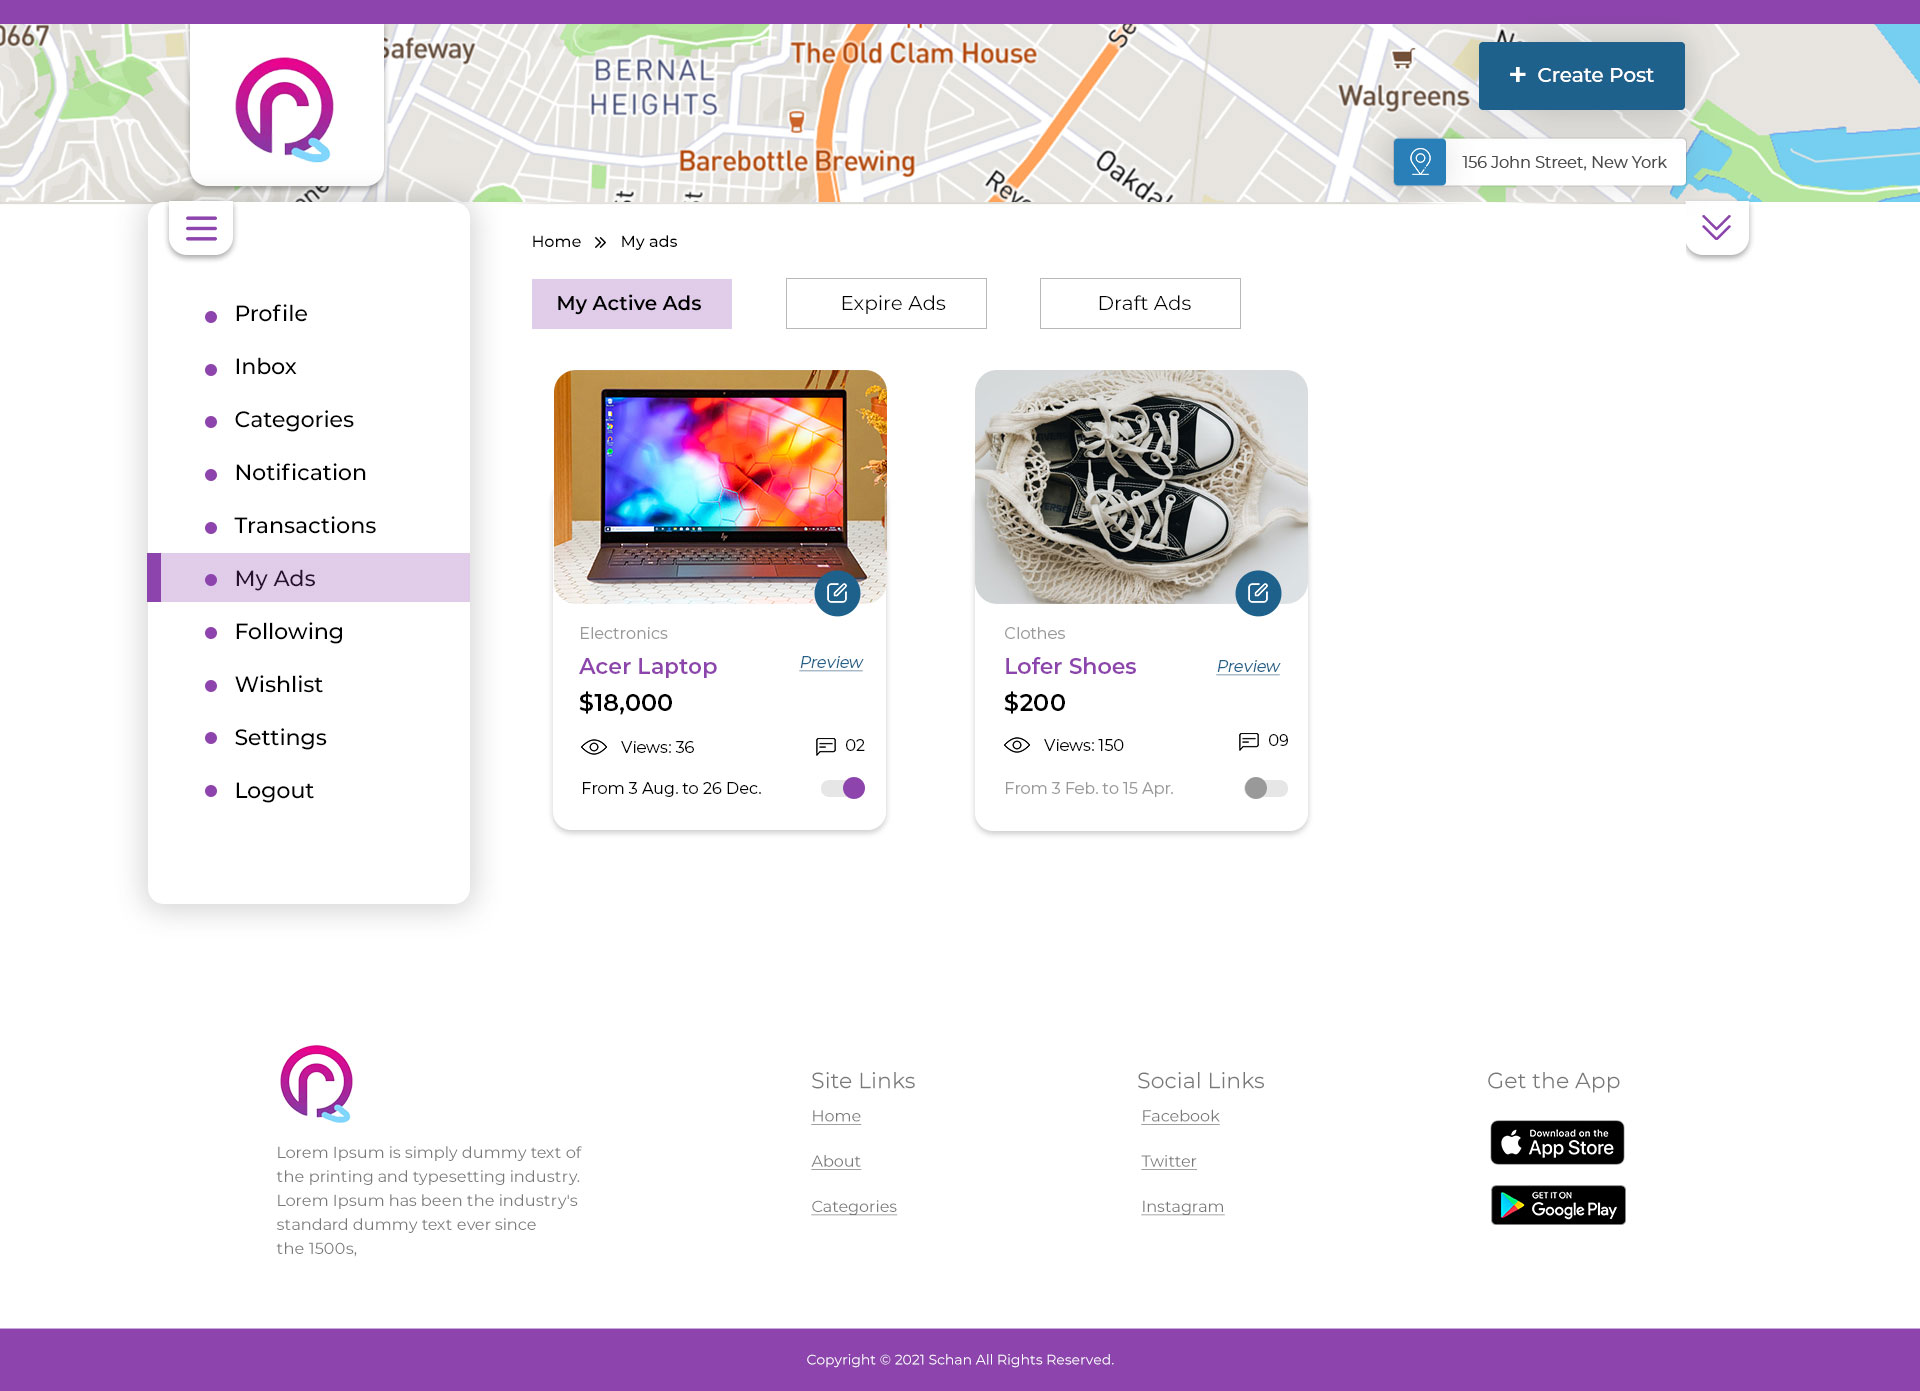 0667
Safeway
BERNAL
HEIGHTS
The Old Clam House
Barebottle Brewing
Walgreens
Oakdal
+ Create Post
156 John Street, New York
Home » My ads
My Active Ads
Expire Ads
Draft Ads
Profile
Inbox
Categories
Notification
Transactions
My Ads
Following
Wishlist
Settings
Logout
Electronics
Acer Laptop
Preview
$18,000
Views: 36
02
From 3 Aug. to 26 Dec.
Clothes
Lofer Shoes
Preview
$200
Views: 150
09
From 3 Feb. to 15 Apr.
Lorem Ipsum is simply dummy text of
the printing and typesetting industry.
Lorem Ipsum has been the industry's
standard dummy text ever since
the 1500s,
Site Links
Home
About
Categories
Social Links
Facebook
Twitter
Instagram
Get the App
Download on the
App Store
GET IT ON
Google Play
Copyright © 2021 Schan All Rights Reserved.